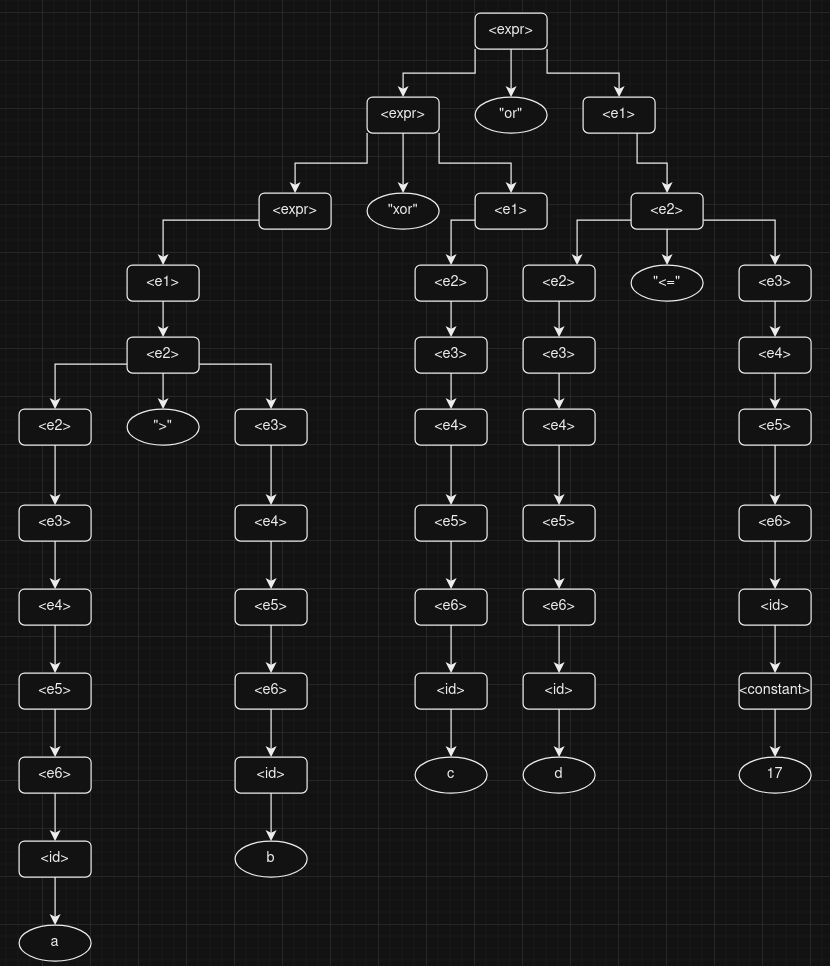 <expr>
<expr> "or" <e1>
<expr> "xor" <e1> <e2>
<e1> <e2> <e2> "<=" <e3>
<e2> <e3> <e3> <e4>
<e2> ">" <e3> <e4> <e4> <e5>
<e3> <e4> <e5> <e5> <e6>
<e4> <e5> <e6> <e6> <id>
<e5> <e6> <id> <id> <constant>
<e6> <id> c d 17
<id> b
a